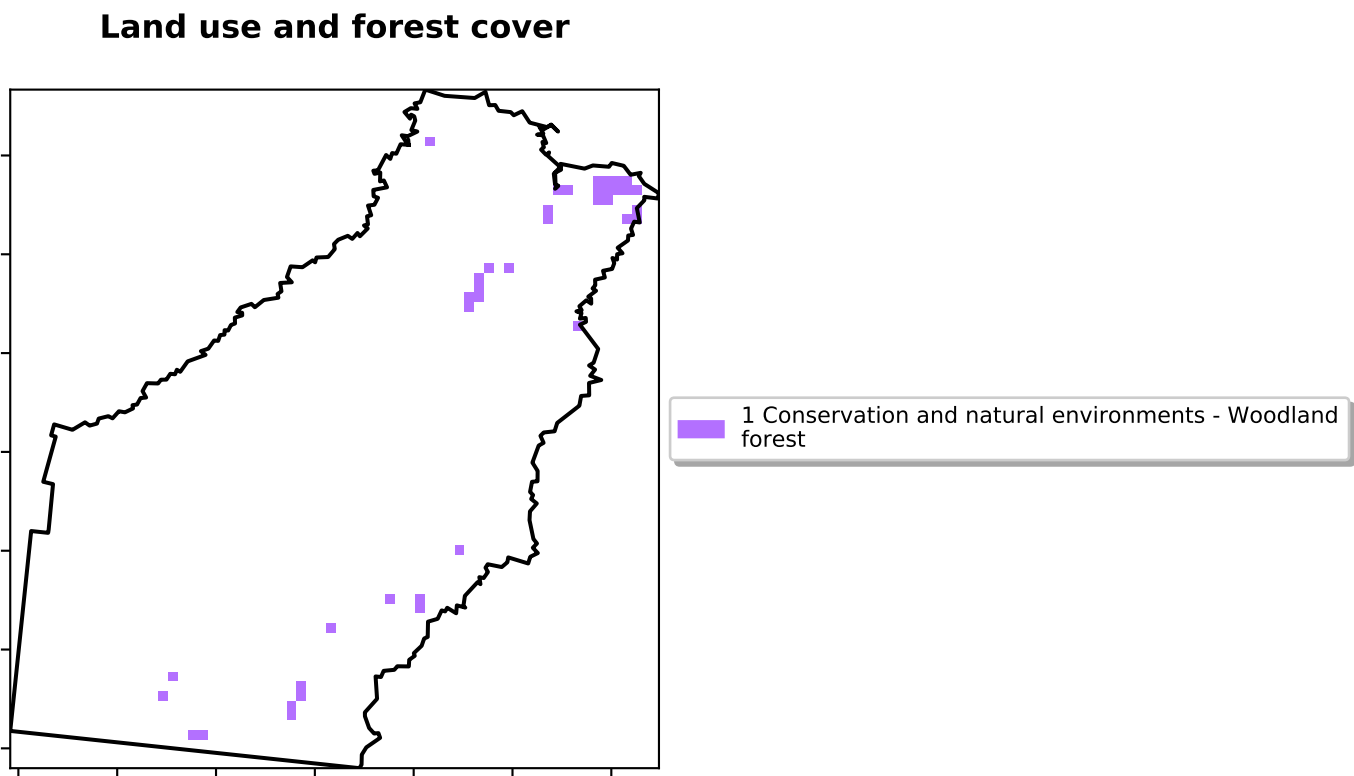 Land use and forest cover
1 Conservation and natural environments - Woodland
forest